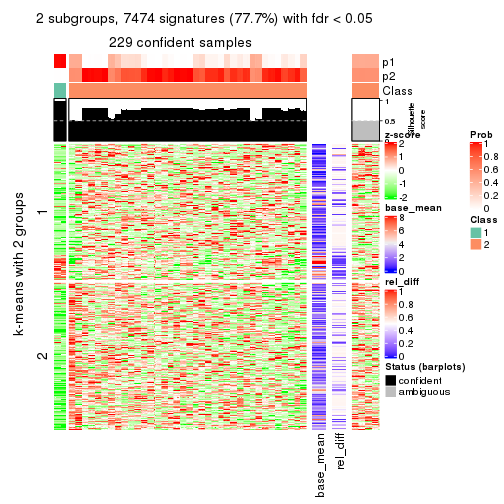 2 subgroups, 7474 signatures (77.7%) with fdr < 0.05
229 confident samples
p1
p2
Class
1
0.5
0
Silhouette
score
k-means with 2 groups
1
2
base_mean
rel_diff
z-score
2
1
0
-1
-2
base_mean
8
6
4
2
0
rel_diff
1
0.8
0.6
0.4
0.2
0
Status (barplots)
confident
ambiguous
Prob
1
0.8
0.6
0.4
0.2
0
Class
1
2